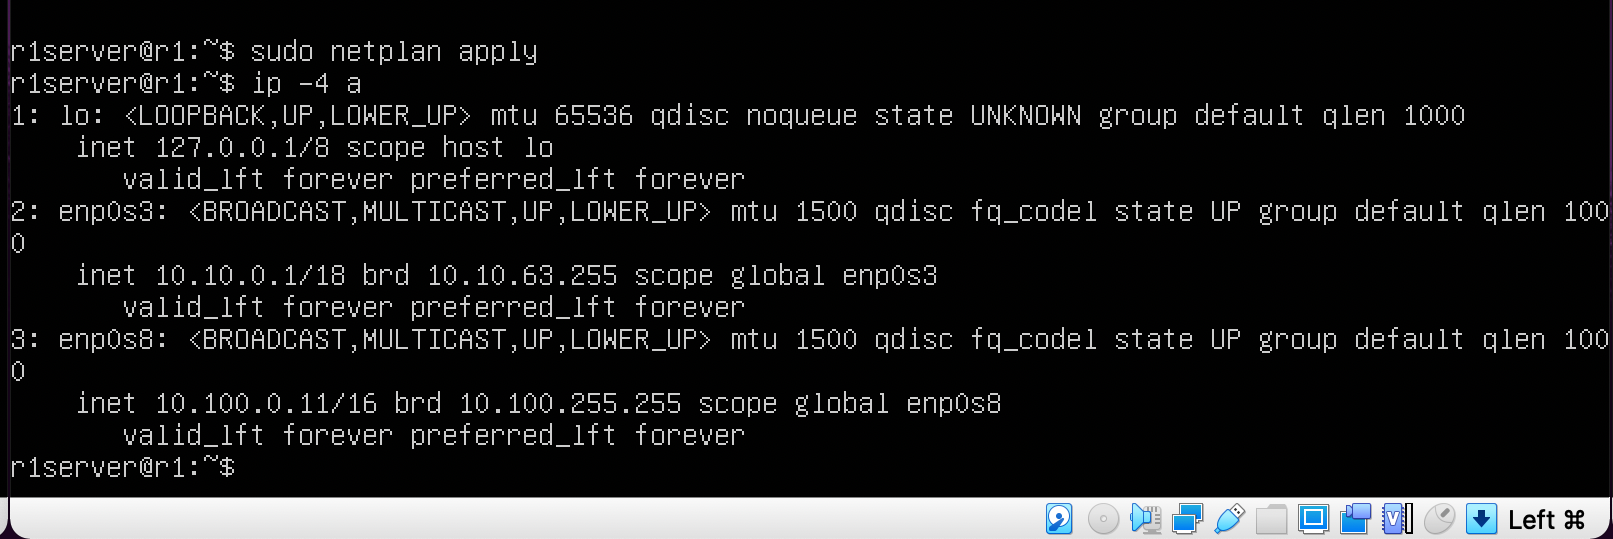 r1server@r1:~$ sudo netplan apply
r1server@r1:~$ ip -4 a
1: lo: <LOOPBACK,UP,LOWER_UP> mtu 65536 qdisc noqueue state UNKNOWN group default qlen 1000
    inet 127.0.0.1/8 scope host lo
       valid_lft forever preferred_lft forever
2: enp0s3: <BROADCAST,MULTICAST,UP,LOWER_UP> mtu 1500 qdisc fq_codel state UP group default qlen 100
0
    inet 10.10.0.1/18 brd 10.10.63.255 scope global enp0s3
       valid_lft forever preferred_lft forever
3: enp0s8: <BROADCAST,MULTICAST,UP,LOWER_UP> mtu 1500 qdisc fq_codel state UP group default qlen 100
0
    inet 10.100.0.11/16 brd 10.100.255.255 scope global enp0s8
       valid_lft forever preferred_lft forever
r1server@r1:~$
V Left ⌘